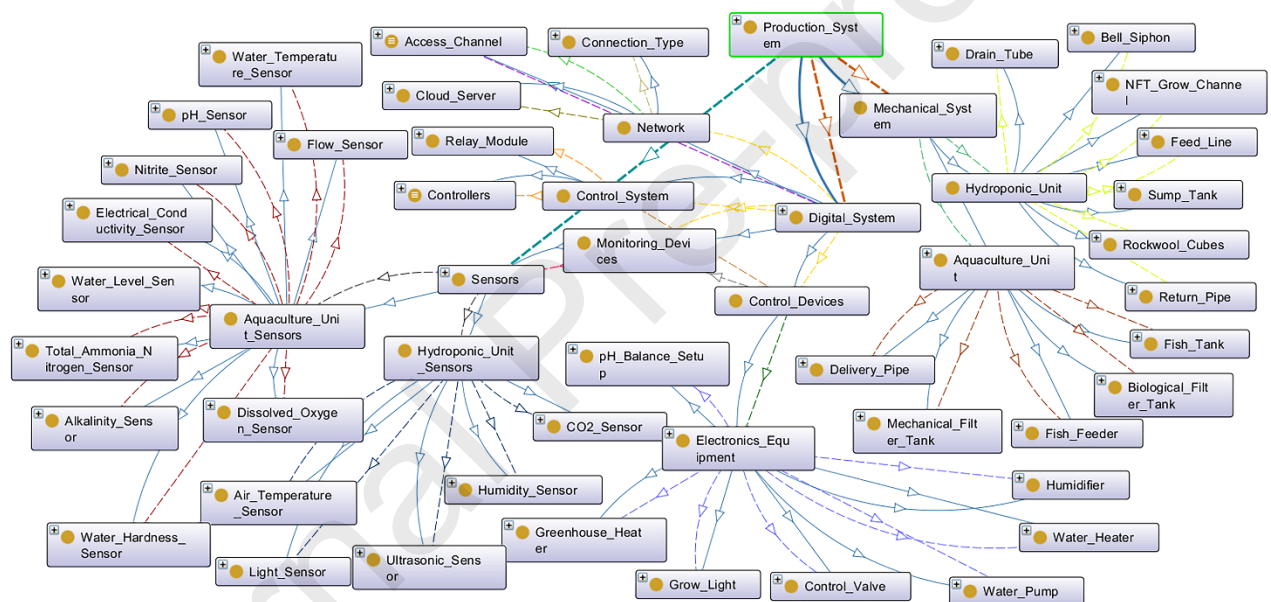 Production_Syst
em
Access_Channel
Connection_Type
Bell_Siphon
Drain_Tube
Water_Temperatu
re_Sensor
NFT_Grow_Channe
l
Cloud_Server
Mechanical_Syst
em
pH_Sensor
Network
Flow_Sensor
Relay_Module
Feed_Line
Nitrite_Sensor
Hydroponic_Unit
Controllers
Control_System
Sump_Tank
Electrical_Cond
uctivity_Sensor
Digital_System
Monitoring_Devi
ces
Rockwool_Cubes
Aquaculture_Uni
t
Sensors
Water_Level_Sen
sor
Control_Devices
Return_Pipe
Aquaculture_Uni
t_Sensors
Fish_Tank
Total_Ammonia_N
itrogen_Sensor
Hydroponic_Unit
_Sensors
pH_Balance_Setu
p
Delivery_Pipe
Biological_Filt
er_Tank
Alkalinity_Sens
or
Dissolved_Oxyge
n_Sensor
CO2_Sensor
Mechanical_Filt
er_Tank
Fish_Feeder
Electronics_Equ
ipment
Humidifier
Air_Temperature
_Sensor
Humidity_Sensor
Water_Hardness_
Sensor
Greenhouse_Heat
er
Water_Heater
Light_Sensor
Ultrasonic_Sens
or
Grow_Light
Control_Valve
Water_Pump